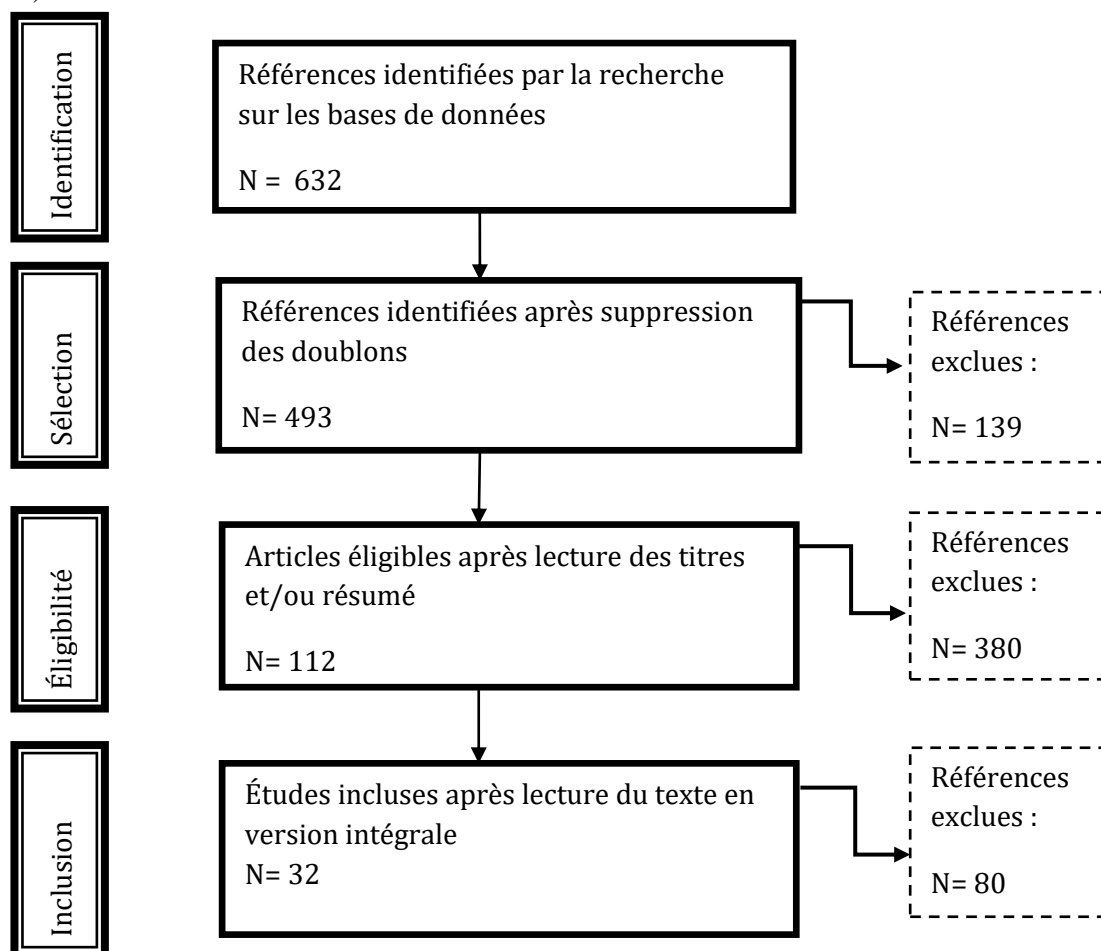 Identification
Références identifiées par la recherche
sur les bases de données
N = 632
Sélection
Références identifiées après suppression
des doublons
N= 493
Références
exclues :
N= 139
Éligibilité
Articles éligibles après lecture des titres
et/ou résumé
N= 112
Références
exclues :
N= 380
Inclusion
Études incluses après lecture du texte en
version intégrale
N= 32
Références
exclues :
N= 80